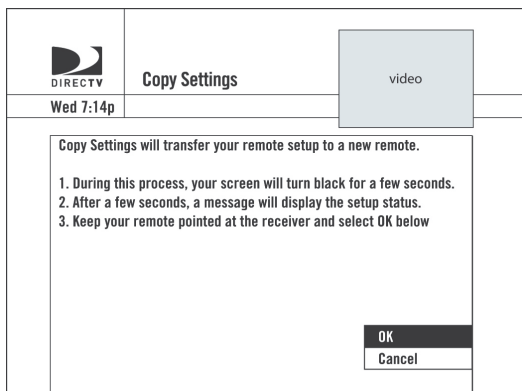 DIRECTV
Copy Settings
video
Wed 7:14p
Copy Settings will transfer your remote setup to a new remote.
1. During this process, your screen will turn black for a few seconds.
2. After a few seconds, a message will display the setup status.
3. Keep your remote pointed at the receiver and select OK below
OK
Cancel